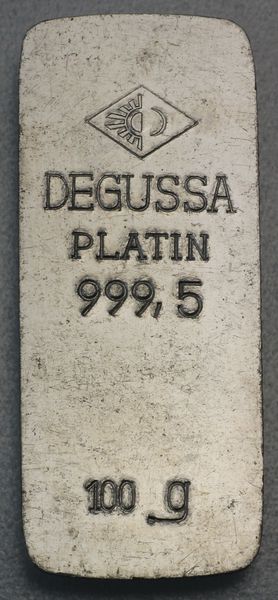 DEGUSSA
PLATIN
999,5
100 g